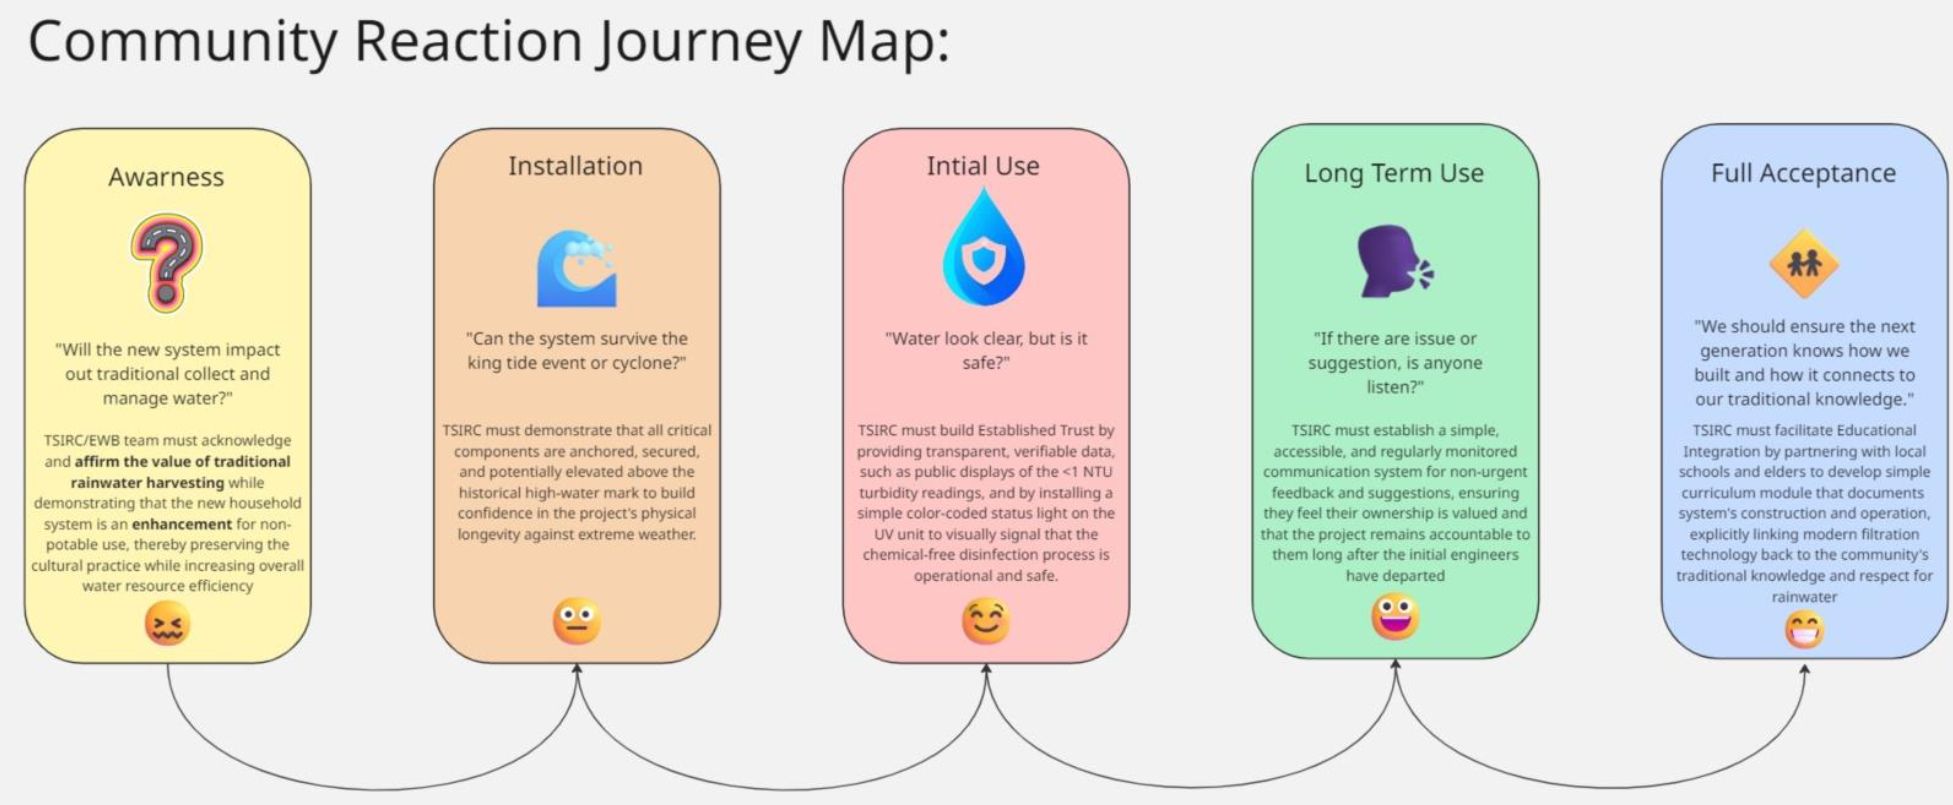 Community Reaction Journey Map:
Awarness
"Will the new system impact
out traditional collect and
manage water?"
TSIRC/EWB team must acknowledge
and affirm the value of traditional
rainwater harvesting while
demonstrating that the new household
system is an enhancement for non-
potable use, thereby preserving the
cultural practice while increasing overall
water resource efficiency
Installation
"Can the system survive the
king tide event or cyclone?"
TSIRC must demonstrate that all critical
components are anchored, secured,
and potentially elevated above the
historical high-water mark to build
confidence in the project's physical
longevity against extreme weather.
Intial Use
"Water look clear, but is it
safe?"
TSIRC must build Established Trust by
providing transparent, verifiable data,
such as public displays of the <1 NTU
turbidity readings, and by installing a
simple color-coded status light on the
UV unit to visually signal that the
chemical-free disinfection process is
operational and safe.
Long Term Use
"If there are issue or
suggestion, is anyone
listen?"
TSIRC must establish a simple,
accessible, and regularly monitored
communication system for non-urgent
feedback and suggestions, ensuring
they feel their ownership is valued and
that the project remains accountable to
them long after the initial engineers
have departed
Full Acceptance
"We should ensure the next
generation knows how we
built and how it connects to
our traditional knowledge."
TSIRC must facilitate Educational
Integration by partnering with local
schools and elders to develop simple
curriculum module that documents
system's construction and operation,
explicitly linking modern filtration
technology back to the community's
traditional knowledge and respect for
rainwater